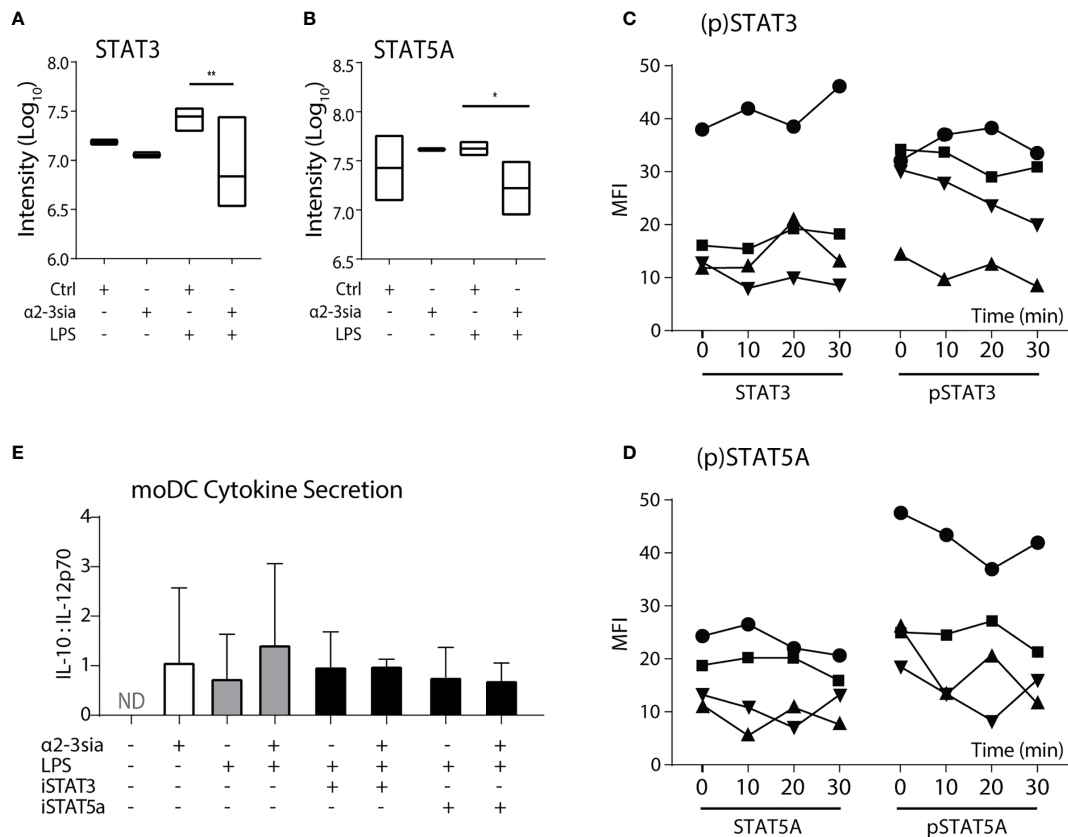 A
STAT3
Intensity (Log10)
8.0
7.5
7.0
6.5
6.0
**
Ctrl + - + -
α2-3sia - + - +
LPS - - + +
B
STAT5A
Intensity (Log10)
8.5
8.0
7.5
7.0
6.5
*
Ctrl + - + -
α2-3sia - + - +
LPS - - + +
C
(p)STAT3
MFI
50
40
30
20
10
0
Time (min)
0 10 20 30 0 10 20 30
STAT3 pSTAT3
E
moDC Cytokine Secretion
IL-10 : IL-12p70
4
3
2
1
0
ND
α2-3sia - + - + - + - +
LPS - - + + + + + +
iSTAT3 - - - - + + - -
iSTAT5a - - - - - - + +
D
(p)STAT5A
MFI
50
40
30
20
10
0
Time (min)
0 10 20 30 0 10 20 30
STAT5A pSTAT5A